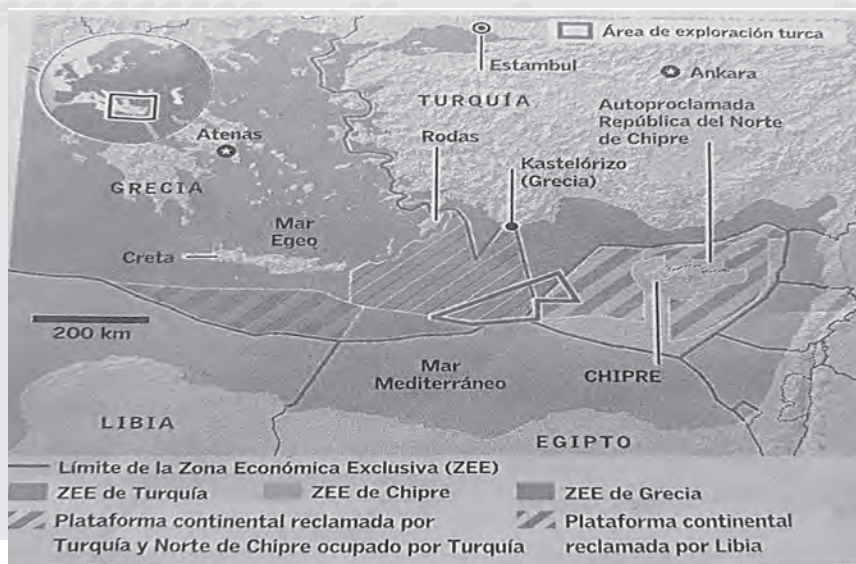 Área de exploración turca
Estambul
Ankara
TURQUÍA
Autoproclamada
República del Norte
de Chipre
Rodas
Atenas
Kastelórizo
(Grecia)
GRECIA
Mar
Egeo
Creta
200 km
Mar
Mediterráneo
CHIPRE
LIBIA
EGIPTO
Límite de la Zona Económica Exclusiva (ZEE)
ZEE de Turquía ZEE de Chipre ZEE de Grecia
Plataforma continental reclamada por
Turquía y Norte de Chipre ocupado por Turquía
Plataforma continental
reclamada por Libia